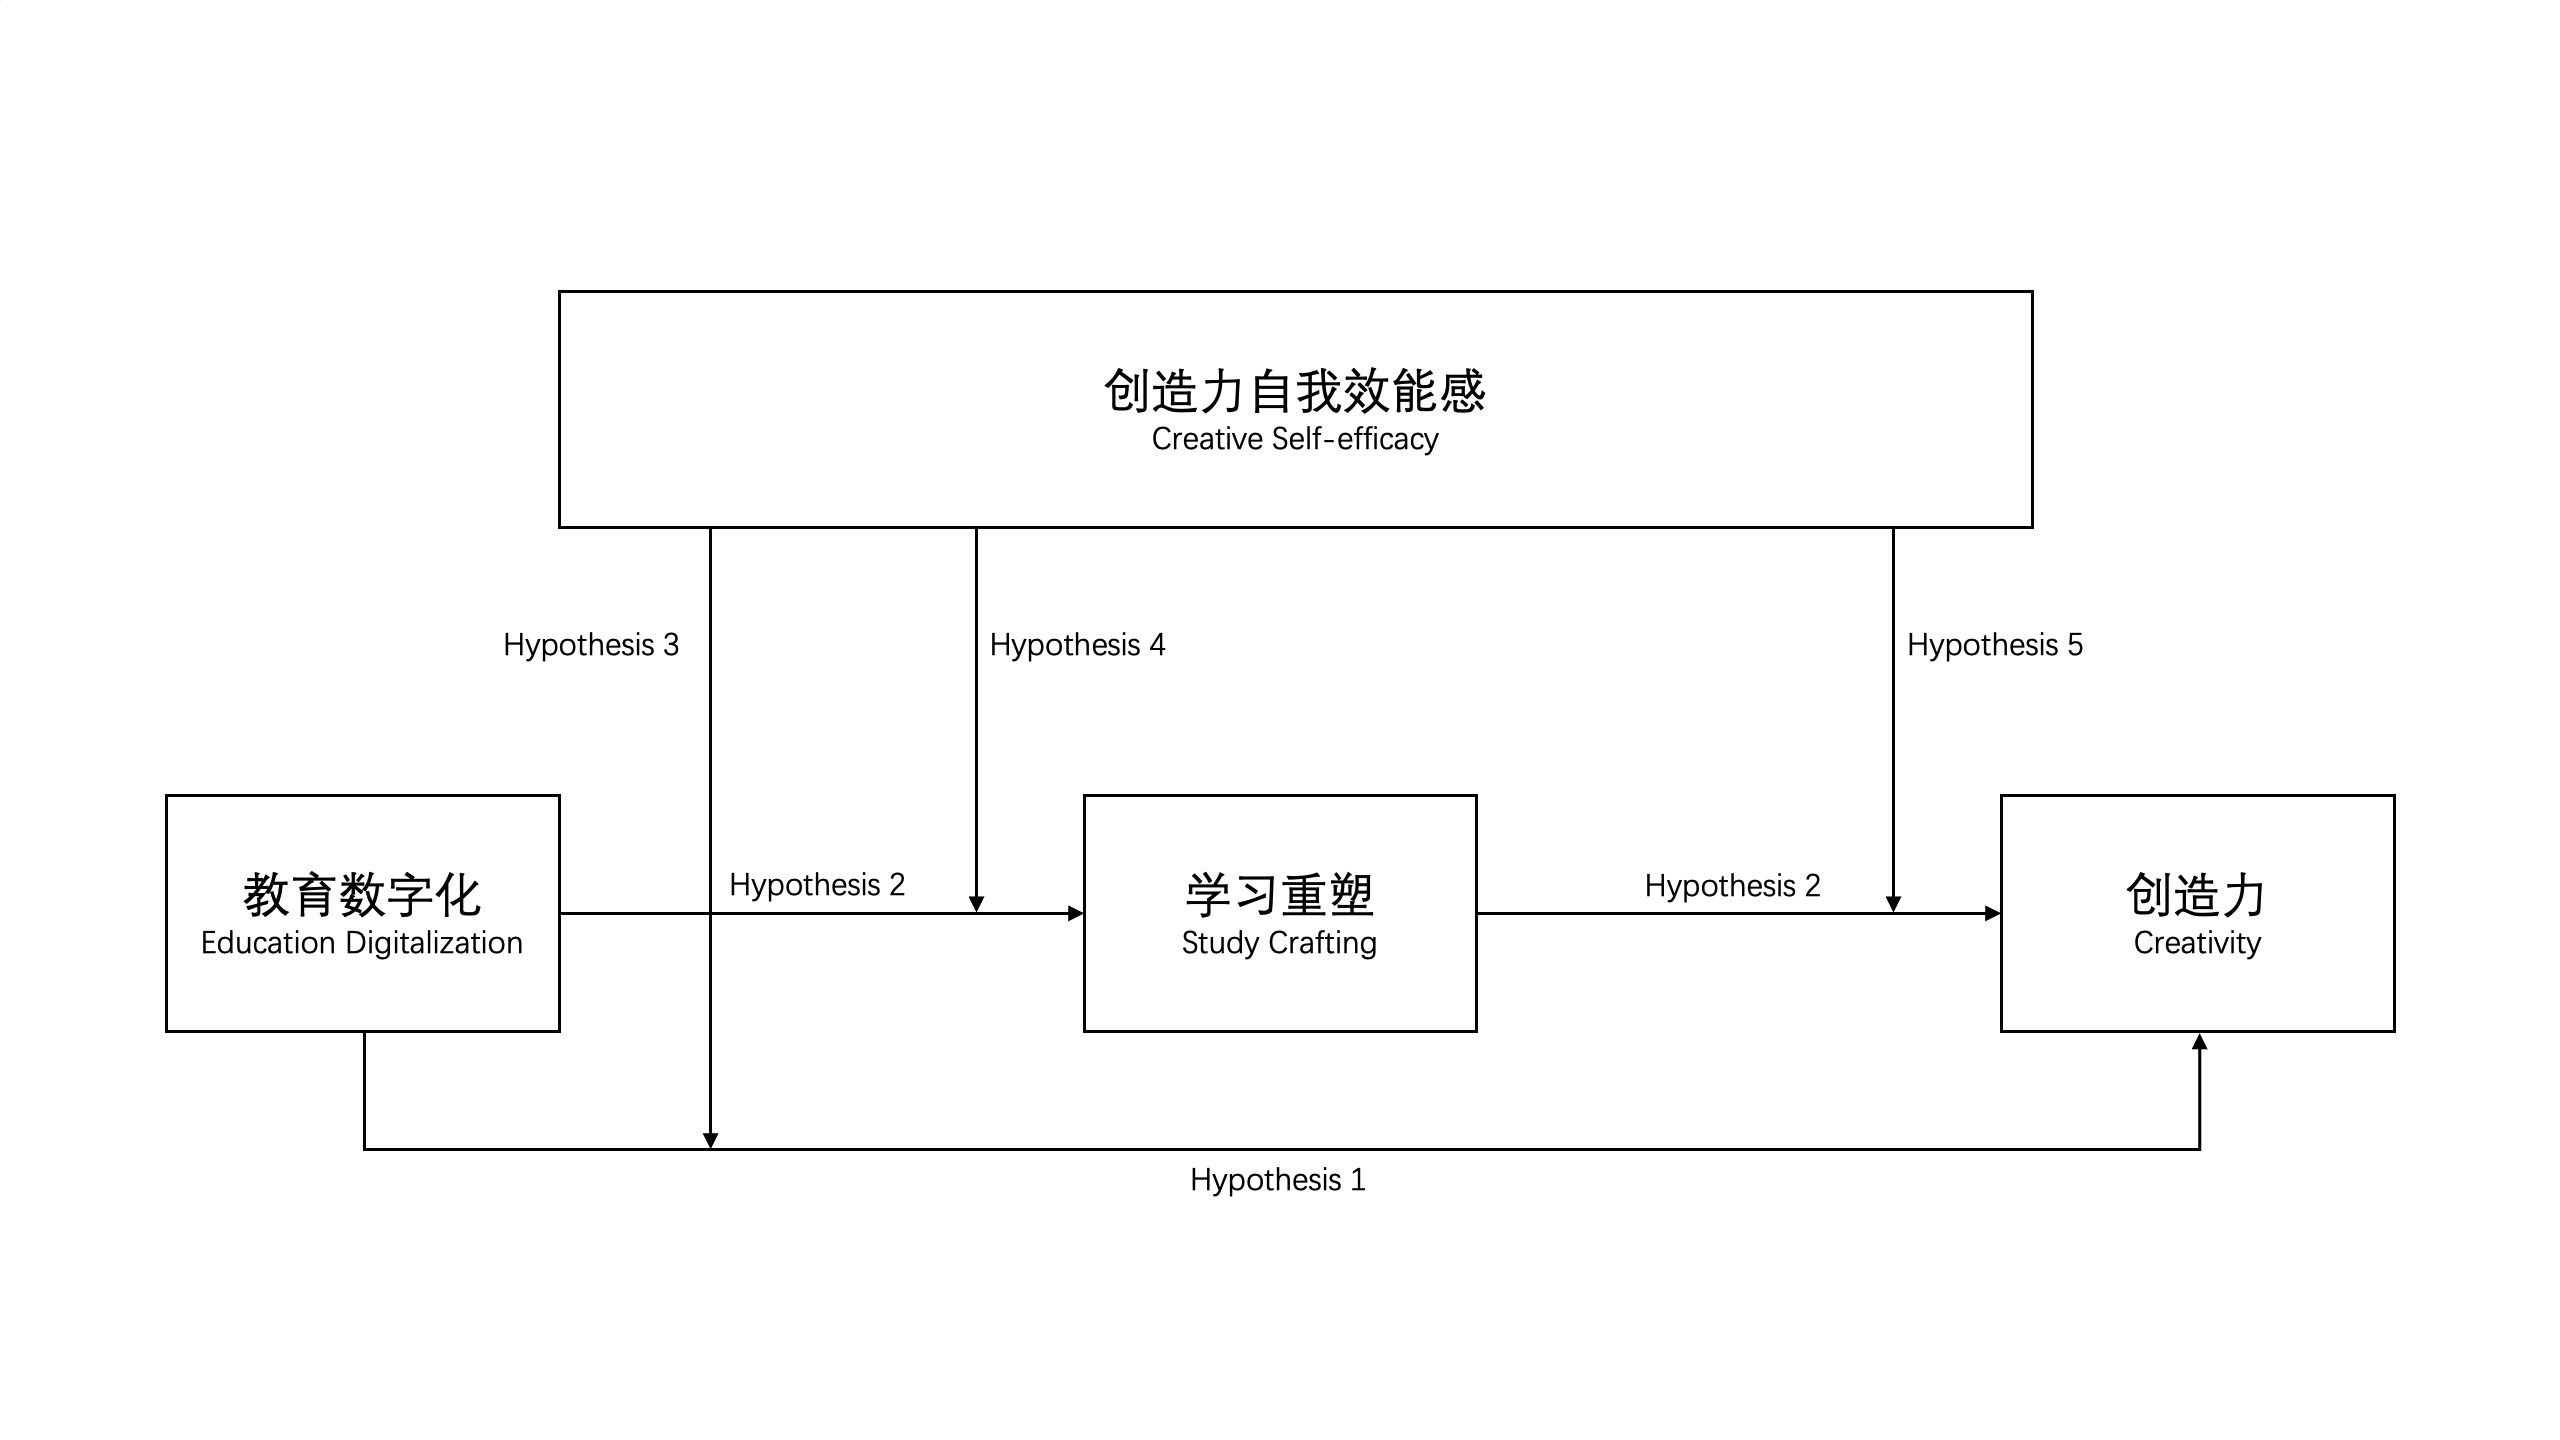 创造力自我效能感
Creative Self-efficacy
Hypothesis 3
Hypothesis 4
Hypothesis 5
教育数字化
Education Digitalization
Hypothesis 2
学习重塑
Study Crafting
Hypothesis 2
创造力
Creativity
Hypothesis 1